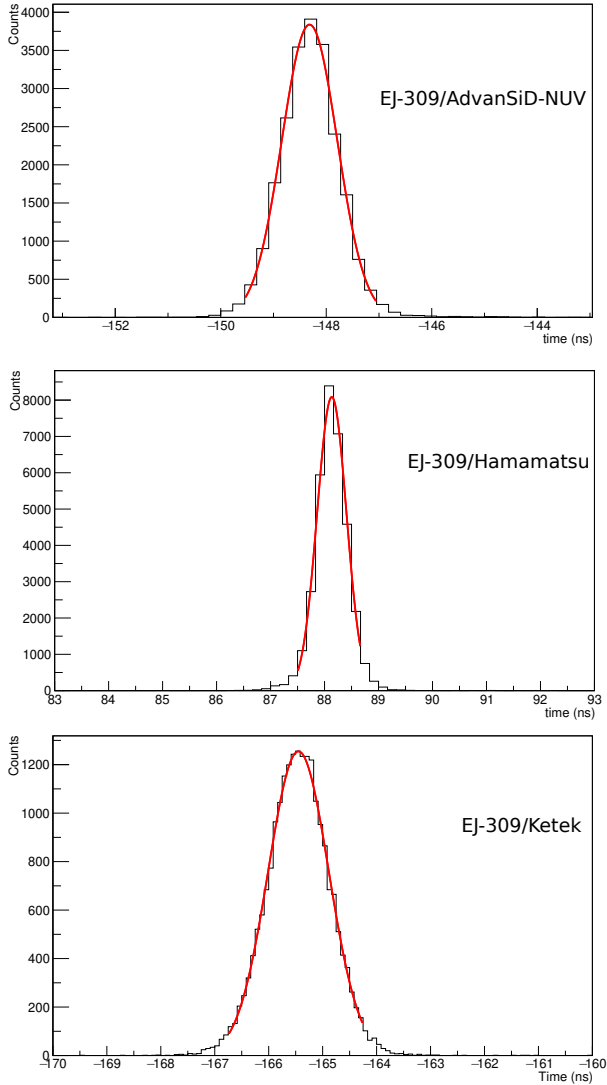 Counts
4000
3500
3000
2500
2000
1500
1000
500
0
EJ-309/AdvanSiD-NUV
−152 −150 −148 −146 −144
time (ns)
Counts
8000
7000
6000
5000
4000
3000
2000
1000
0
EJ-309/Hamamatsu
83 84 85 86 87 88 89 90 91 92 93
time (ns)
Counts
1200
1000
800
600
400
200
0
EJ-309/Ketek
−170 −169 −168 −167 −166 −165 −164 −163 −162 −161 −160
Time (ns)